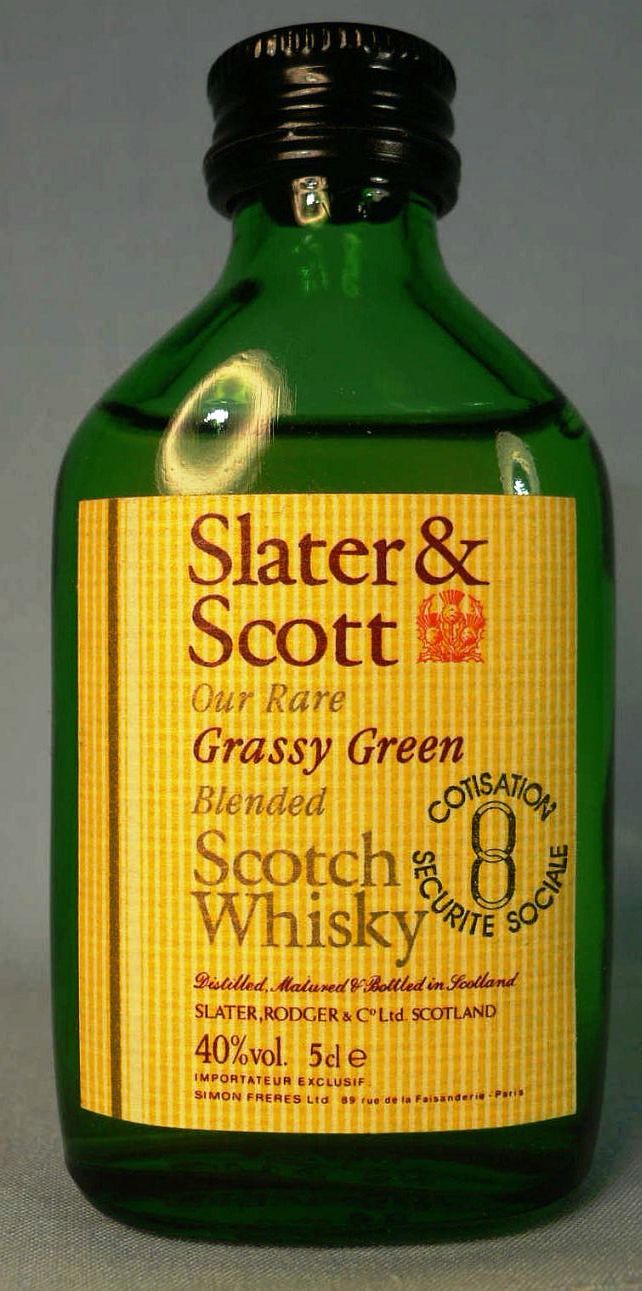 Slater &
Scott
Our Rare
Grassy Green
Blended
Scotch
Whisky
COTISATION
SECURITE SOCIALE
Distilled, Matured & Bottled in Scotland
SLATER, RODGER & Cº Ltd. SCOTLAND
40% vol. 5cl e
IMPORTATEUR EXCLUSIF.
SIMON FRERES Ltd 89 rue de la Faisanderie - Paris